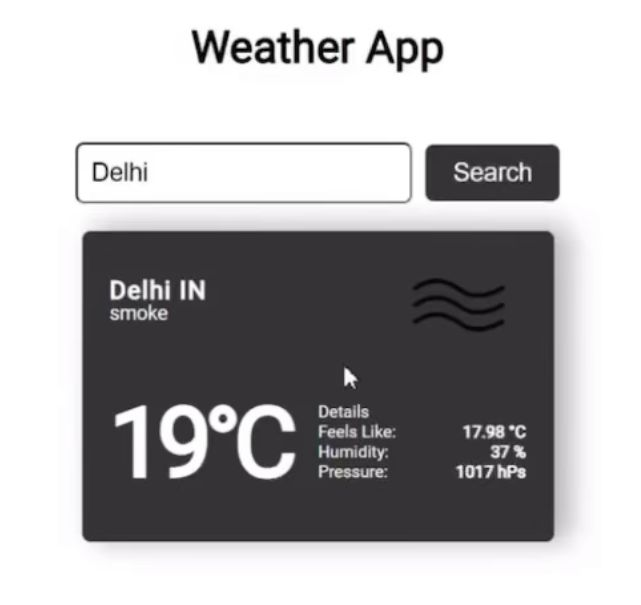 Weather App
Delhi
Search
Delhi IN
smoke
19°C
Details
Feels Like: 17.98 °C
Humidity: 37 %
Pressure: 1017 hPs